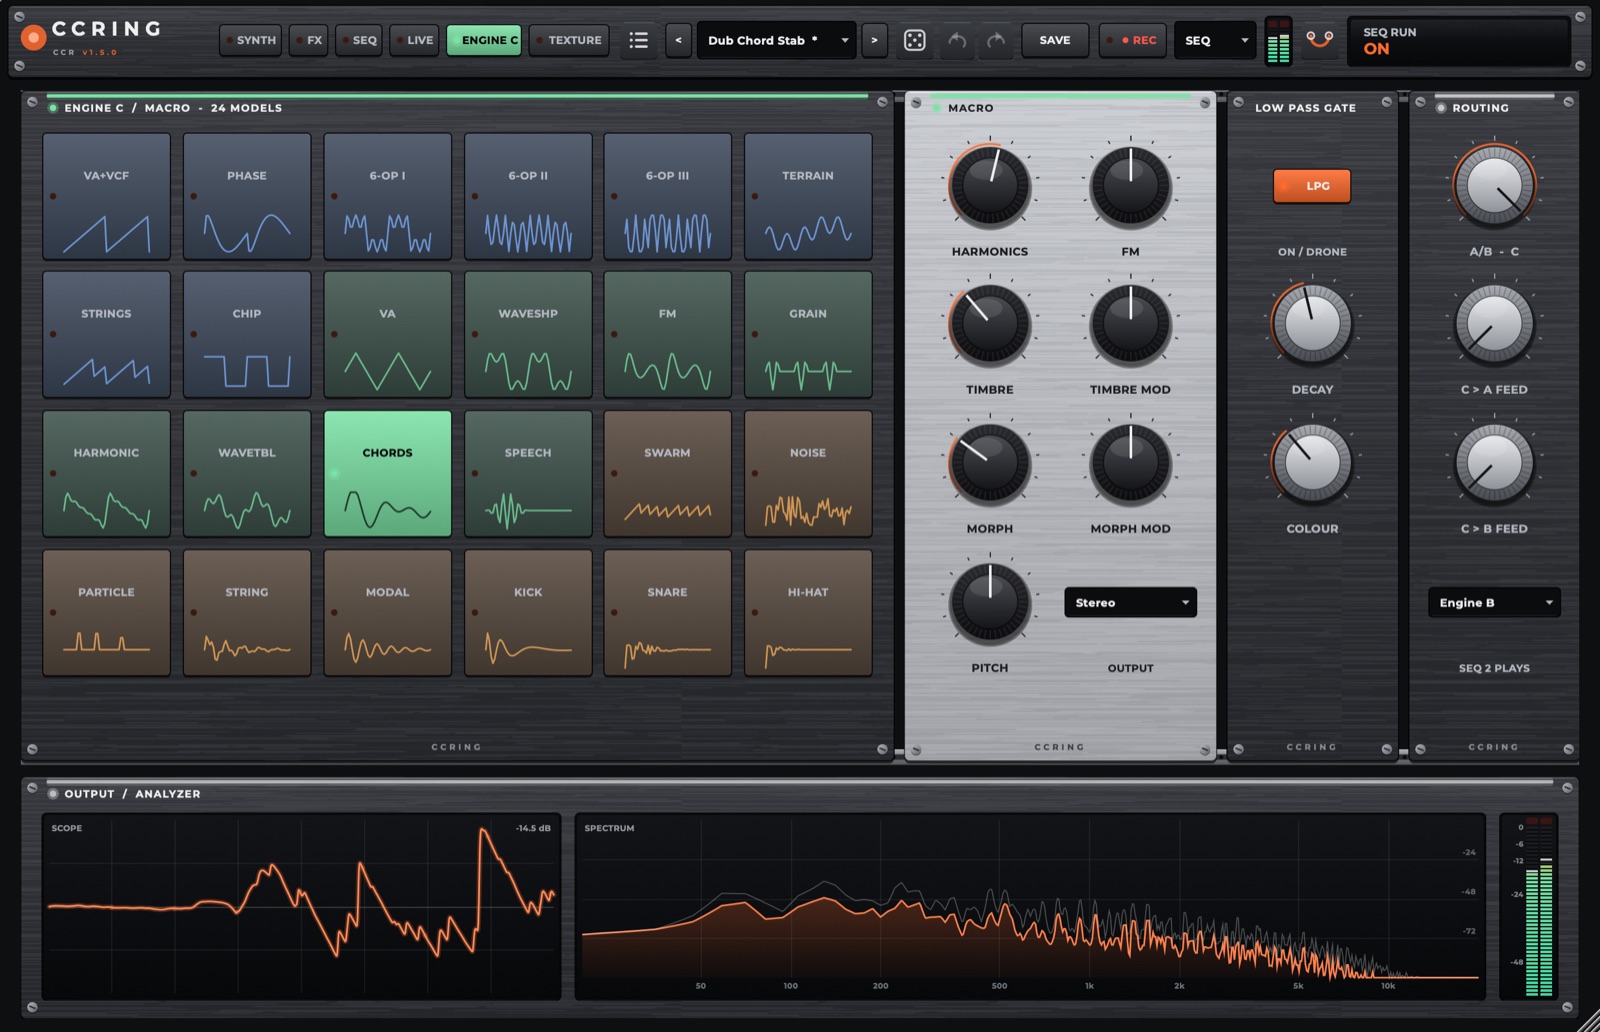 CCRING
CCR v1.5.0
SYNTH
FX
SEQ
LIVE
ENGINE C
TEXTURE
<
Dub Chord Stab *
>
SAVE
REC
SEQ
SEQ RUN
ON
ENGINE C / MACRO - 24 MODELS
VA+VCF
PHASE
6-OP I
6-OP II
6-OP III
TERRAIN
STRINGS
CHIP
VA
WAVESHP
FM
GRAIN
HARMONIC
WAVETBL
CHORDS
SPEECH
SWARM
NOISE
PARTICLE
STRING
MODAL
KICK
SNARE
HI-HAT
CCRING
MACRO
HARMONICS
FM
TIMBRE
TIMBRE MOD
MORPH
MORPH MOD
PITCH
Stereo
OUTPUT
CCRING
LOW PASS GATE
LPG
ON / DRONE
DECAY
COLOUR
CCRING
ROUTING
A/B - C
C > A FEED
C > B FEED
Engine B
SEQ 2 PLAYS
CCRING
OUTPUT / ANALYZER
SCOPE
-14.5 dB
SPECTRUM
-24
-48
-72
50
100
200
500
1k
2k
5k
10k
0
-6
-12
-24
-48